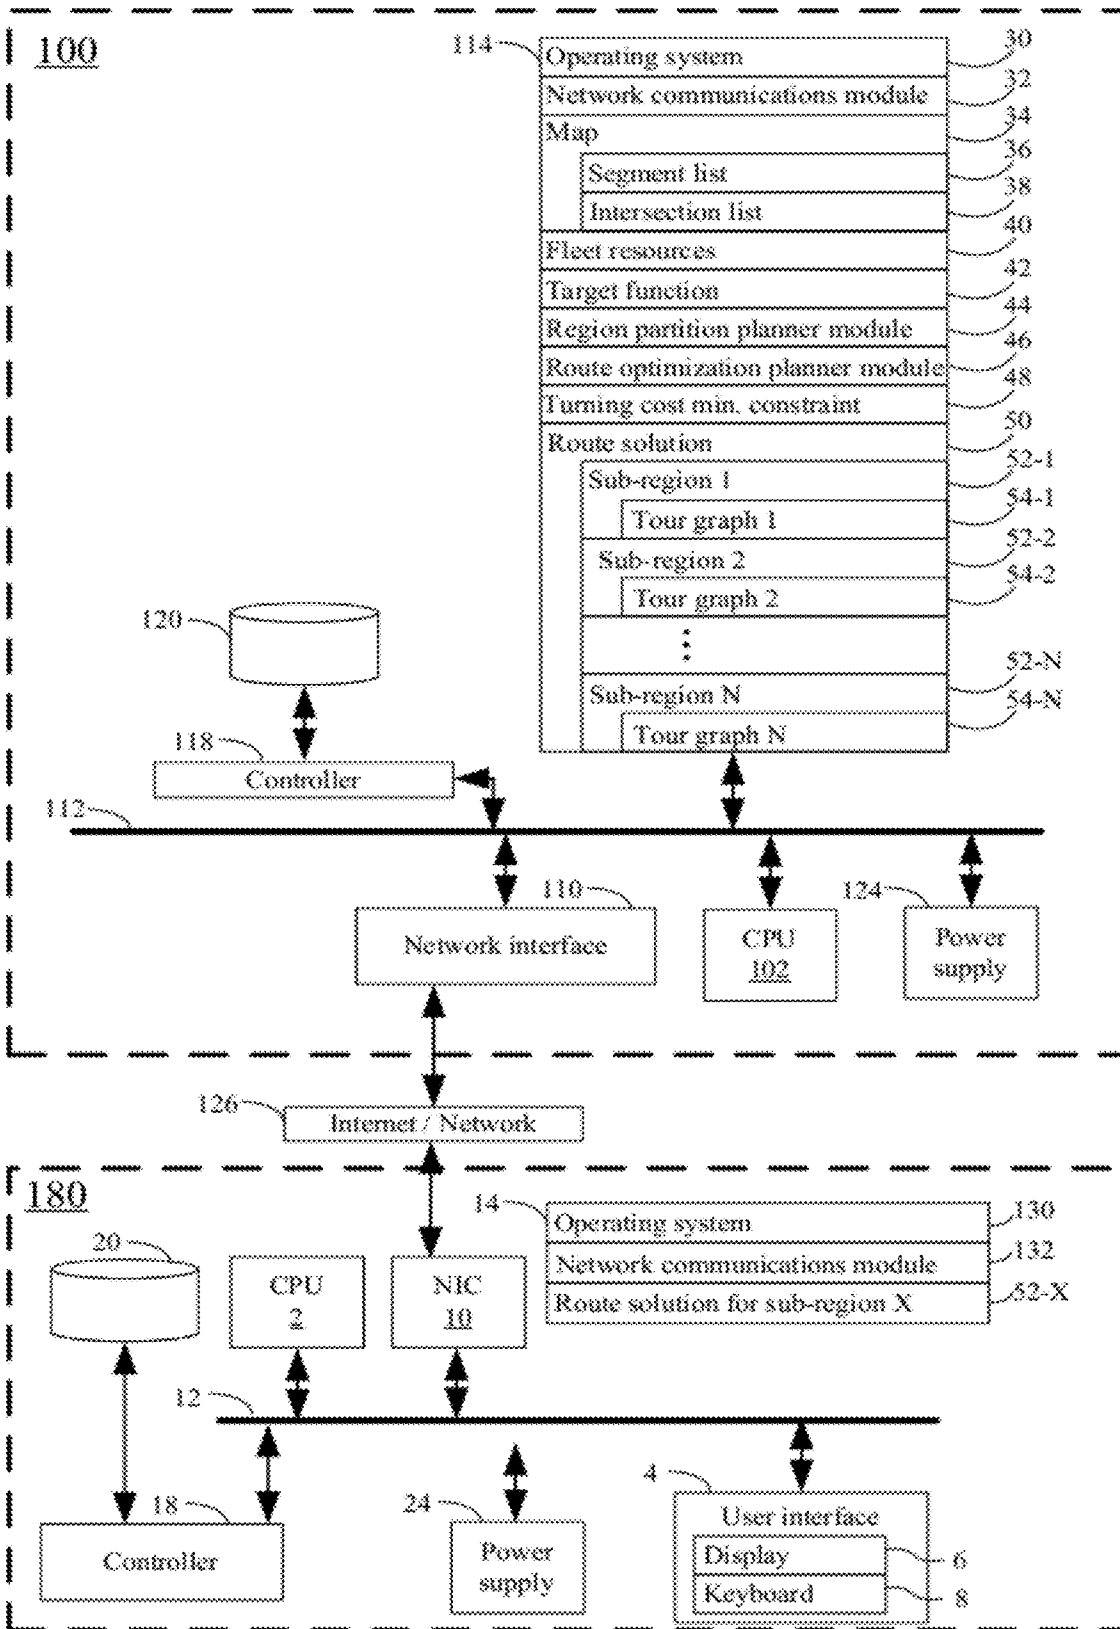 100
114
Operating system
30
Network communications module
32
Map
34
Segment list
36
Intersection list
38
Fleet resources
40
Target function
42
Region partition planner module
44
Route optimization planner module
46
Turning cost min. constraint
48
Route solution
50
Sub-region 1
52-1
Tour graph 1
54-1
Sub-region 2
52-2
Tour graph 2
54-2
Sub-region N
52-N
Tour graph N
54-N
120
118
Controller
112
110
Network interface
CPU
102
124
Power
supply
126
Internet / Network
180
14
Operating system
130
Network communications module
132
Route solution for sub-region X
52-X
20
CPU
2
NIC
10
12
18
Controller
24
Power
supply
4
User interface
Display
6
Keyboard
8